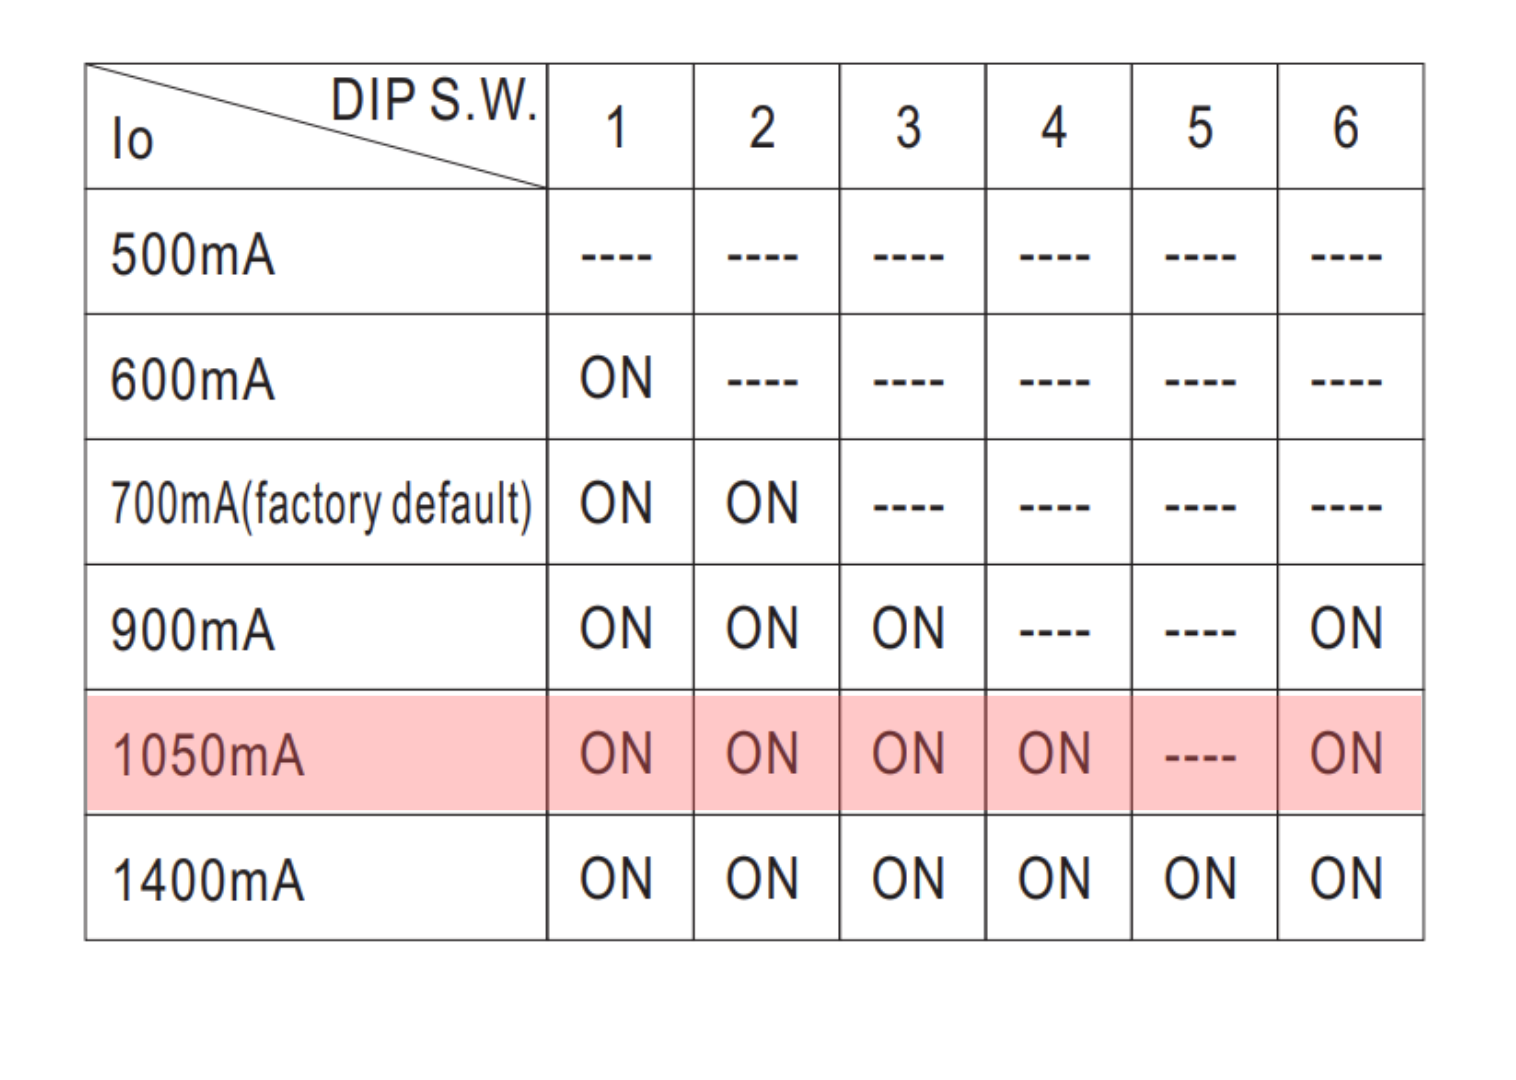 DIP S.W.
Io 1 2 3 4 5 6
500mA ---- ---- ---- ---- ---- ----
600mA ON ---- ---- ---- ---- ----
700mA(factory default) ON ON ---- ---- ---- ----
900mA ON ON ON ---- ---- ON
1050mA ON ON ON ON ---- ON
1400mA ON ON ON ON ON ON